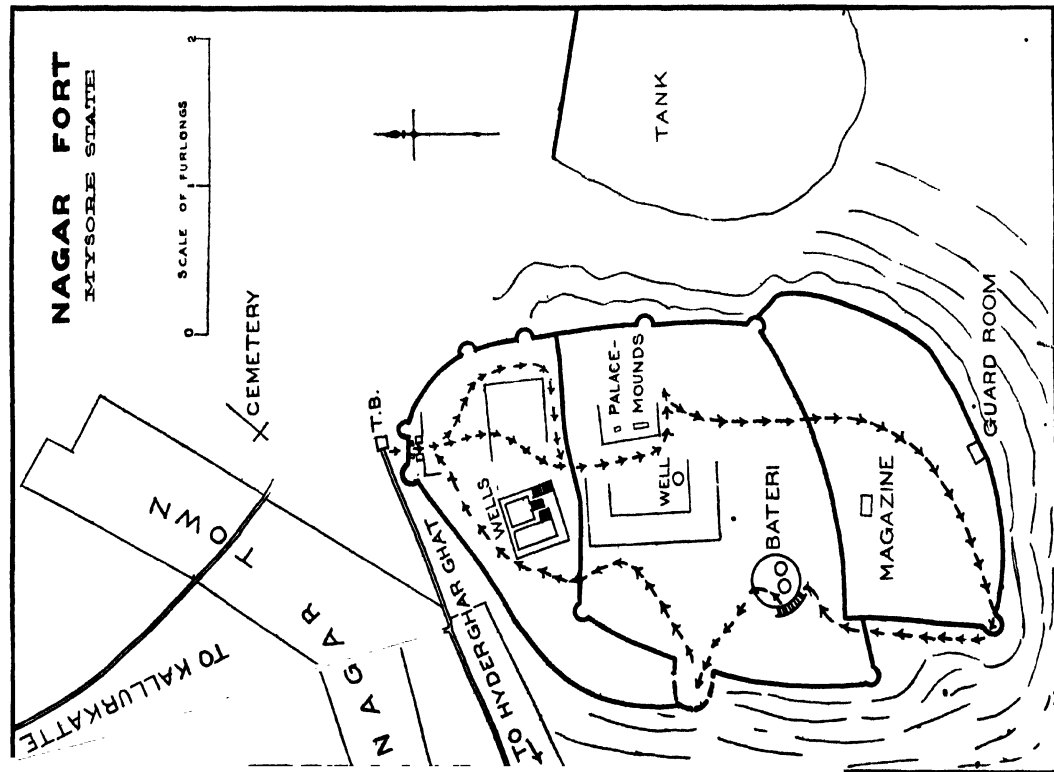 NAGAR FORT
MYSORE STATE
SCALE OF FURLONGS
0 1 2
CEMETERY
T.B.
TANK
NAGAR TOWN
TO KALLURKATTE
TO HYDERGHAR GHAT
WELLS
PALACE-
MOUNDS
WELL
BATERI
MAGAZINE
GUARD ROOM